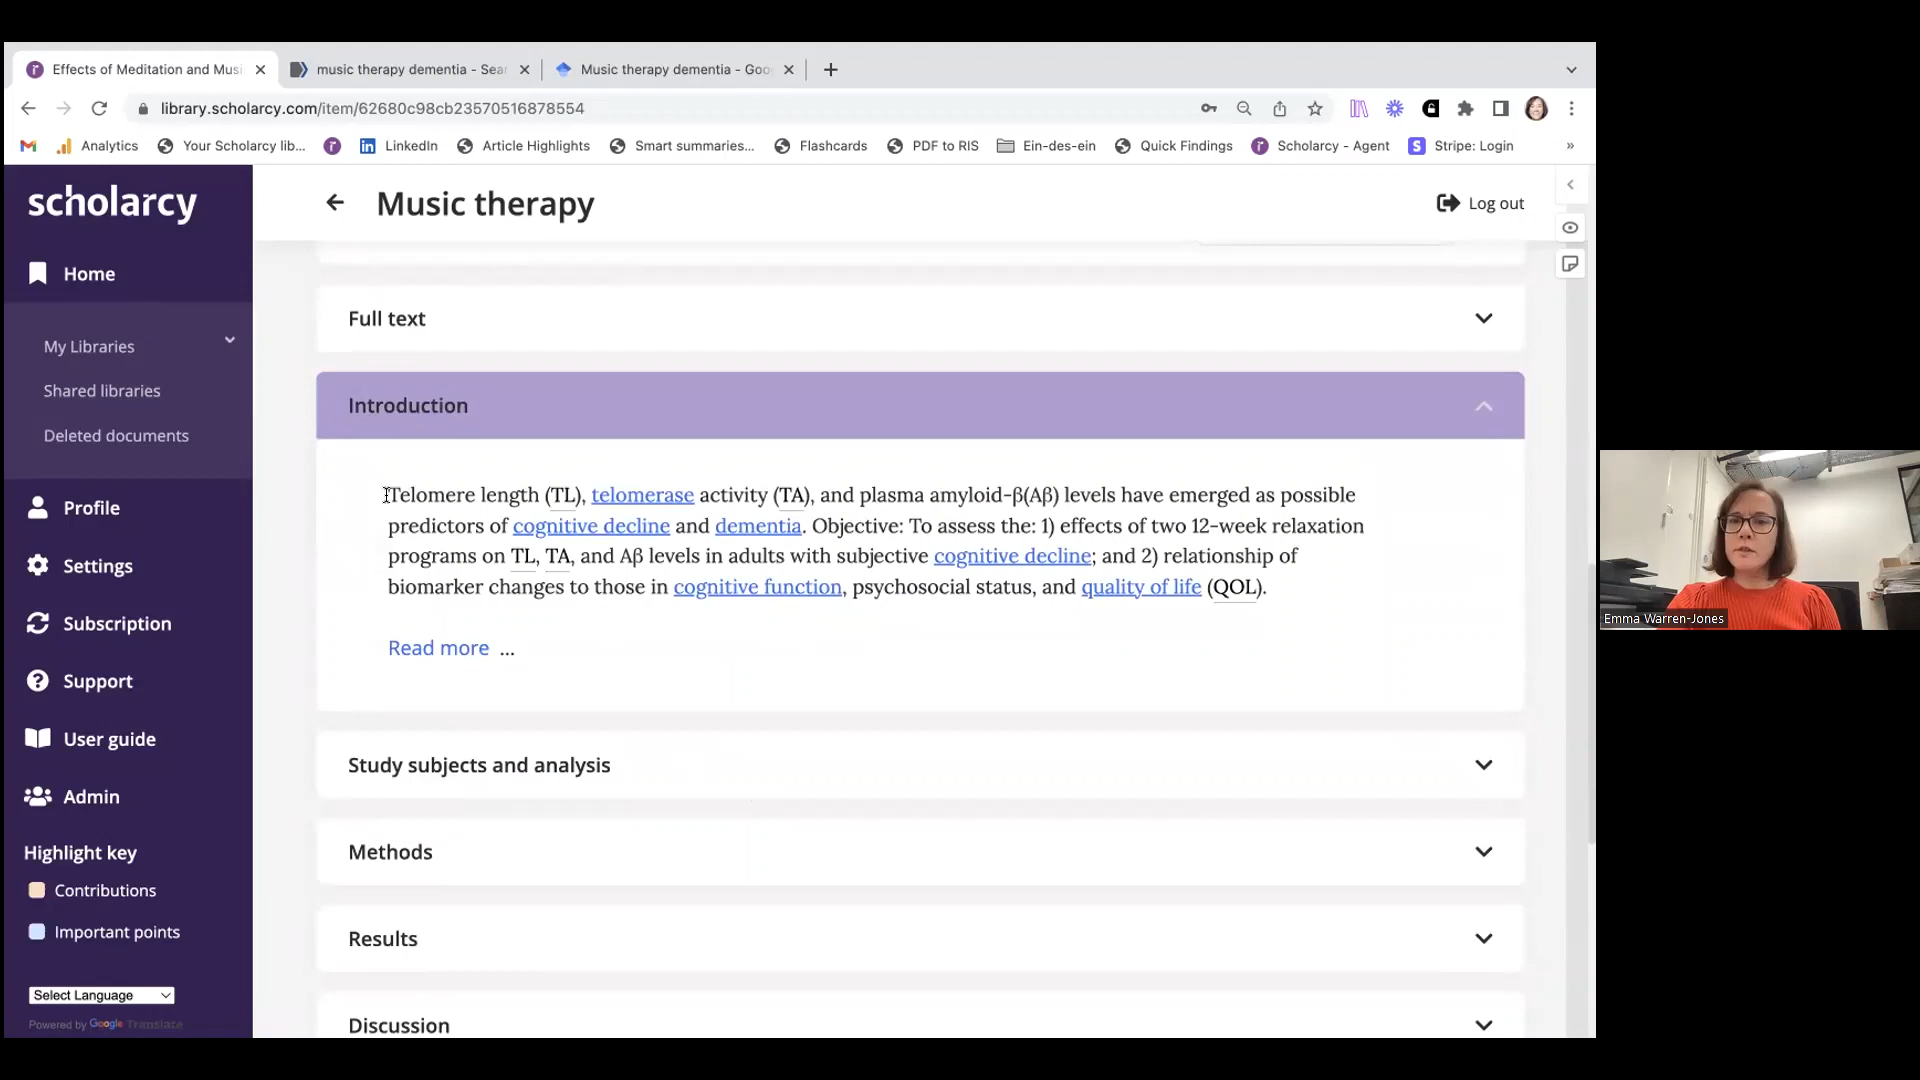 Effects of Meditation and Musi
music therapy dementia - Sea
Music therapy dementia - Goo
library.scholarcy.com/item/62680c98cb23570516878554
Analytics
Your Scholarcy lib...
LinkedIn
Article Highlights
Smart summaries...
Flashcards
PDF to RIS
Ein-des-ein
Quick Findings
Scholarcy - Agent
Stripe: Login
»
scholarcy
Music therapy
Log out
Home
My Libraries
Shared libraries
Deleted documents
Profile
Settings
Subscription
Support
User guide
Admin
Highlight key
Contributions
Important points
Select Language
Powered by Google Translate
Full text
Introduction
Telomere length (TL), telomerase activity (TA), and plasma amyloid-β(Aβ) levels have emerged as possible
predictors of cognitive decline and dementia. Objective: To assess the: 1) effects of two 12-week relaxation
programs on TL, TA, and Aβ levels in adults with subjective cognitive decline; and 2) relationship of
biomarker changes to those in cognitive function, psychosocial status, and quality of life (QOL).
Read more ...
Study subjects and analysis
Methods
Results
Discussion
Emma Warren-Jones